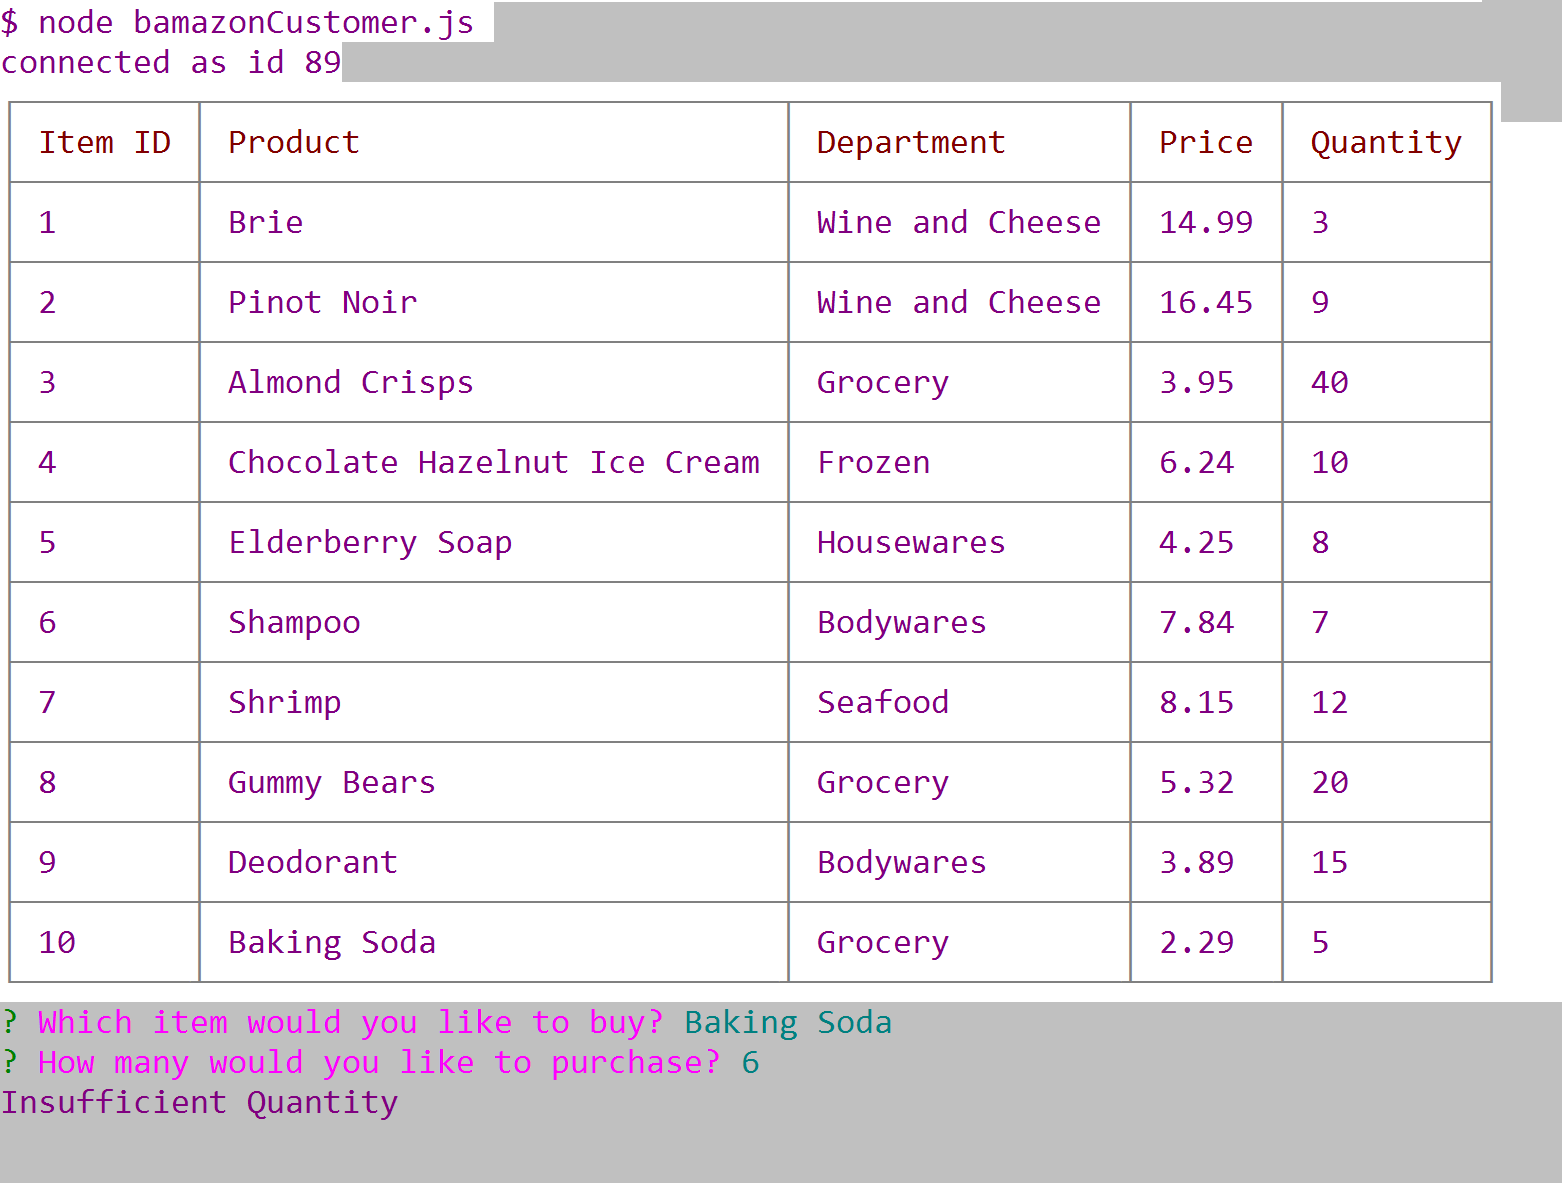 $ node bamazonCustomer.js
connected as id 89
Item ID Product Department Price Quantity
1 Brie Wine and Cheese 14.99 3
2 Pinot Noir Wine and Cheese 16.45 9
3 Almond Crisps Grocery 3.95 40
4 Chocolate Hazelnut Ice Cream Frozen 6.24 10
5 Elderberry Soap Housewares 4.25 8
6 Shampoo Bodywares 7.84 7
7 Shrimp Seafood 8.15 12
8 Gummy Bears Grocery 5.32 20
9 Deodorant Bodywares 3.89 15
10 Baking Soda Grocery 2.29 5
? Which item would you like to buy? Baking Soda
? How many would you like to purchase? 6
Insufficient Quantity